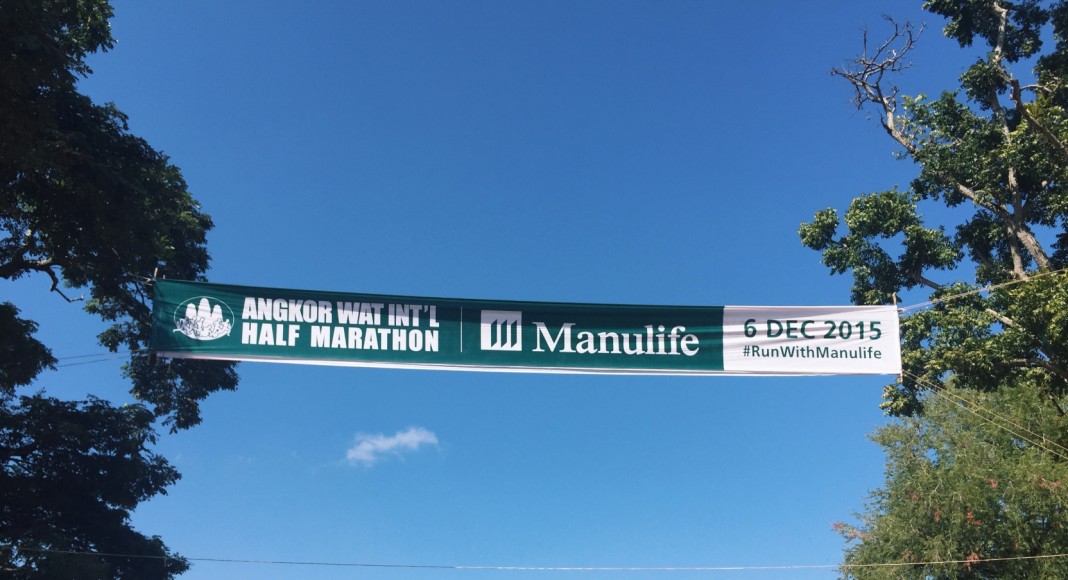 ANGKOR WAT INT'L
HALF MARATHON
Manulife
6 DEC 2015
#RunWithManulife